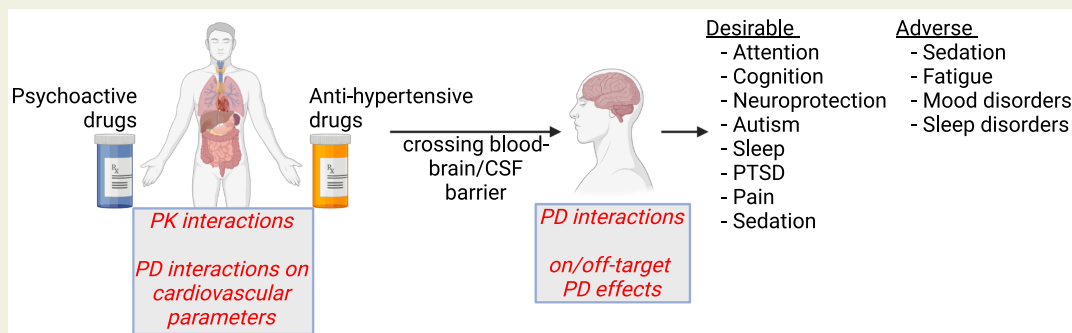 Psychoactive
drugs
Rx
Anti-hypertensive
drugs
Rx
PK interactions
PD interactions on
cardiovascular
parameters
crossing blood-
brain/CSF
barrier
PD interactions
on/off-target
PD effects
Desirable
- Attention
- Cognition
- Neuroprotection
- Autism
- Sleep
- PTSD
- Pain
- Sedation
Adverse
- Sedation
- Fatigue
- Mood disorders
- Sleep disorders